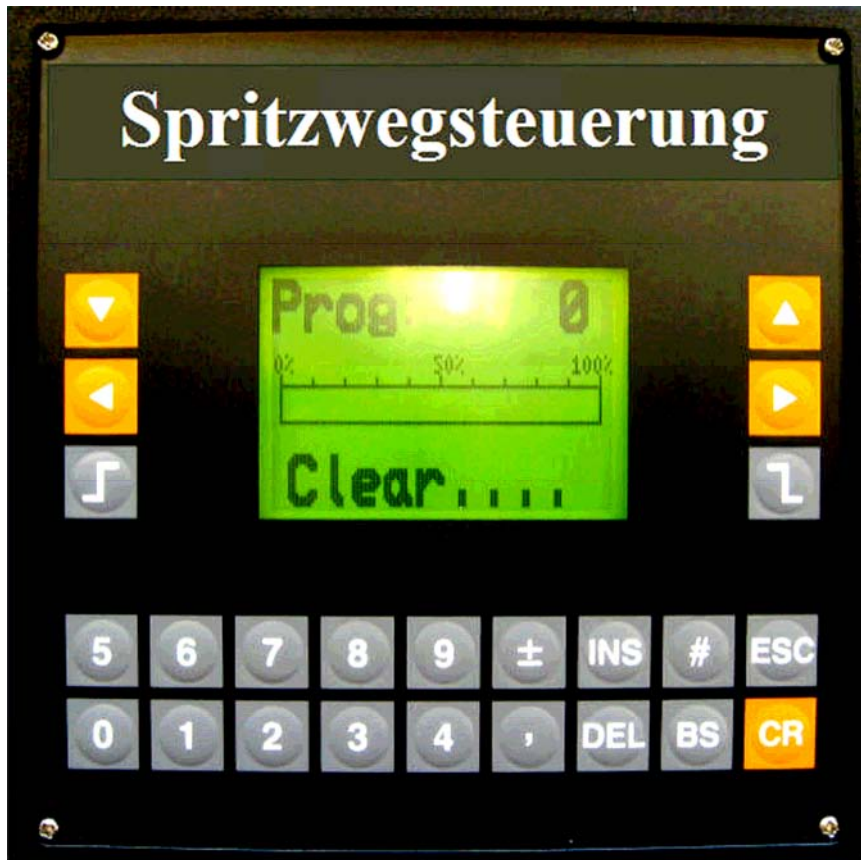 Spritzwegsteuerung
Prog: 0
0% 50% 100%
Clear....
5 6 7 8 9 ± INS # ESC
0 1 2 3 4 , DEL BS CR